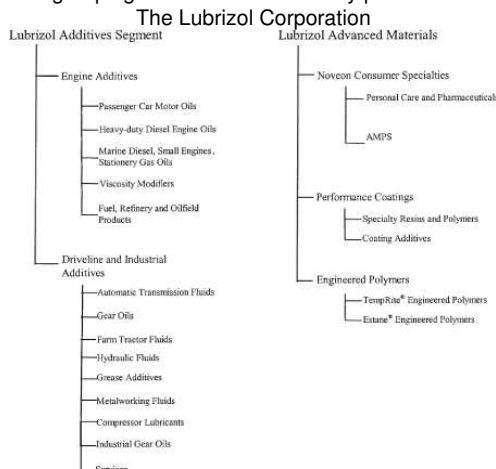 The Lubrizol Corporation
Lubrizol Additives Segment
Engine Additives
Passenger Car Motor Oils
Heavy-duty Diesel Engine Oils
Marine Diesel, Small Engines,
Stationery Gas Oils
Viscosity Modifiers
Fuel, Refinery and Oilfield
Products
Driveline and Industrial
Additives
Automatic Transmission Fluids
Gear Oils
Farm Tractor Fluids
Hydraulic Fluids
Grease Additives
Metalworking Fluids
Compressor Lubricants
Industrial Gear Oils
Services
Lubrizol Advanced Materials
Noveon Consumer Specialties
Personal Care and Pharmaceuticals
AMPS
Performance Coatings
Specialty Resins and Polymers
Coating Additives
Engineered Polymers
TempRite® Engineered Polymers
Estane® Engineered Polymers